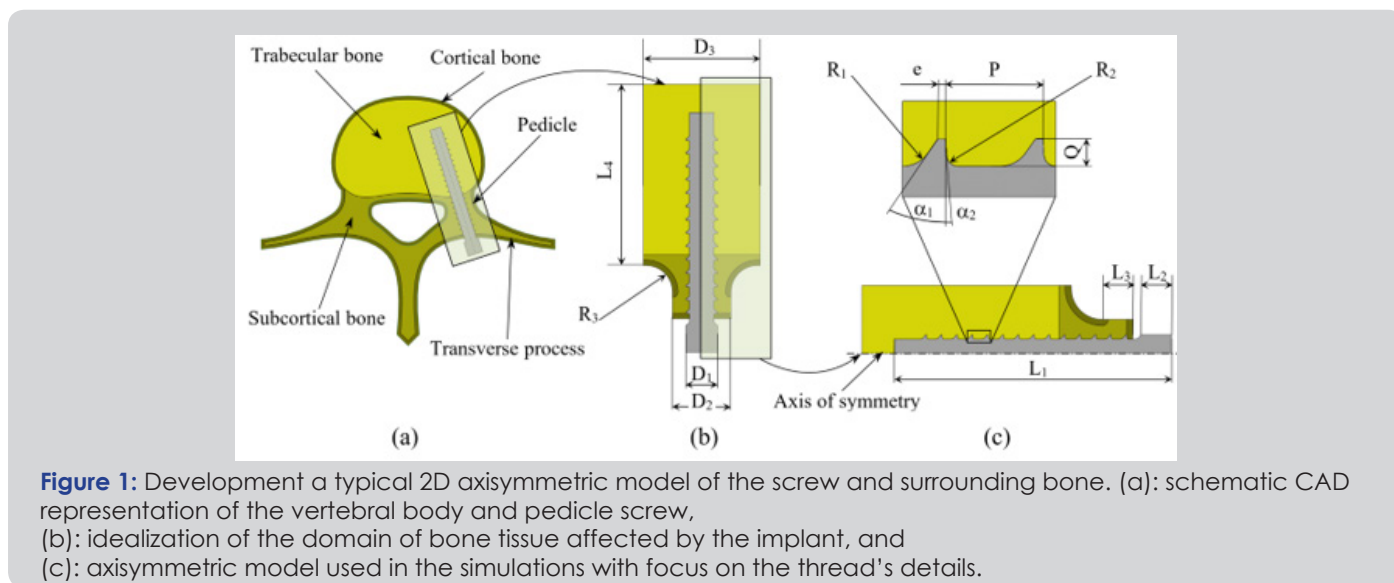 Trabecular bone
Cortical bone
Pedicle
Subcortical bone
Transverse process
(a)
D₃
L₄
R₃
D₁
D₂
(b)
R₁
e
P
R₂
Q
α₁
α₂
L₃
L₂
L₁
Axis of symmetry
(c)
Figure 1: Development a typical 2D axisymmetric model of the screw and surrounding bone. (a): schematic CAD
representation of the vertebral body and pedicle screw,
(b): idealization of the domain of bone tissue affected by the implant, and
(c): axisymmetric model used in the simulations with focus on the thread's details.